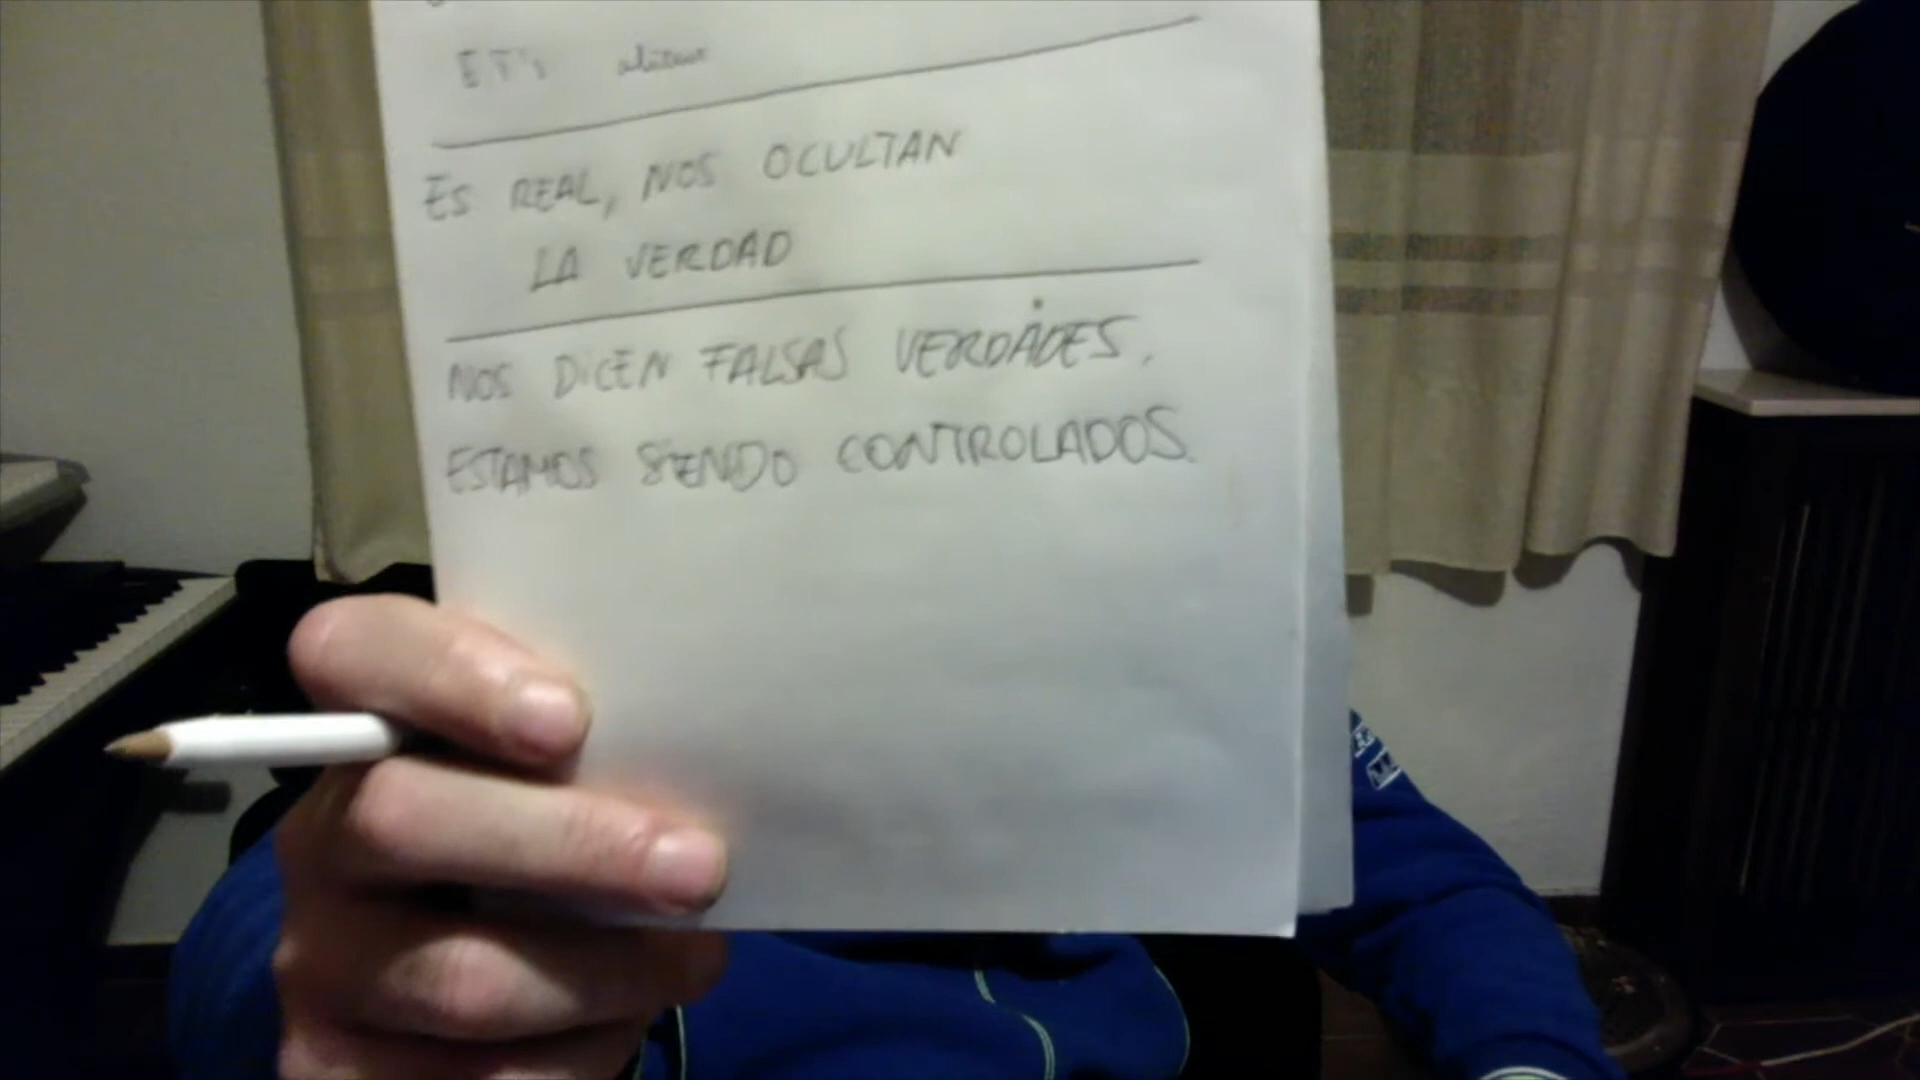 ET's
ES REAL, NOS OCULTAN
LA VERDAD
NOS DICEN FALSAS VERDADES.
ESTAMOS SIENDO CONTROLADOS.